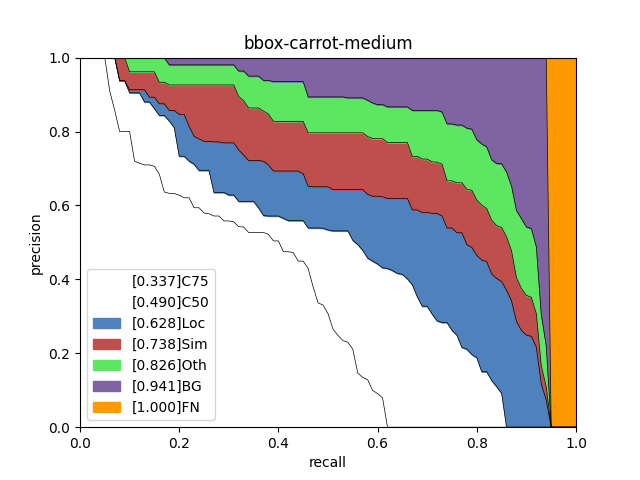 bbox-carrot-medium
1.0
0.8
0.6
0.4
0.2
0.0
precision
[0.337]C75
[0.490]C50
[0.628]Loc
[0.738]Sim
[0.826]Oth
[0.941]BG
[1.000]FN
0.0 0.2 0.4 0.6 0.8 1.0
recall